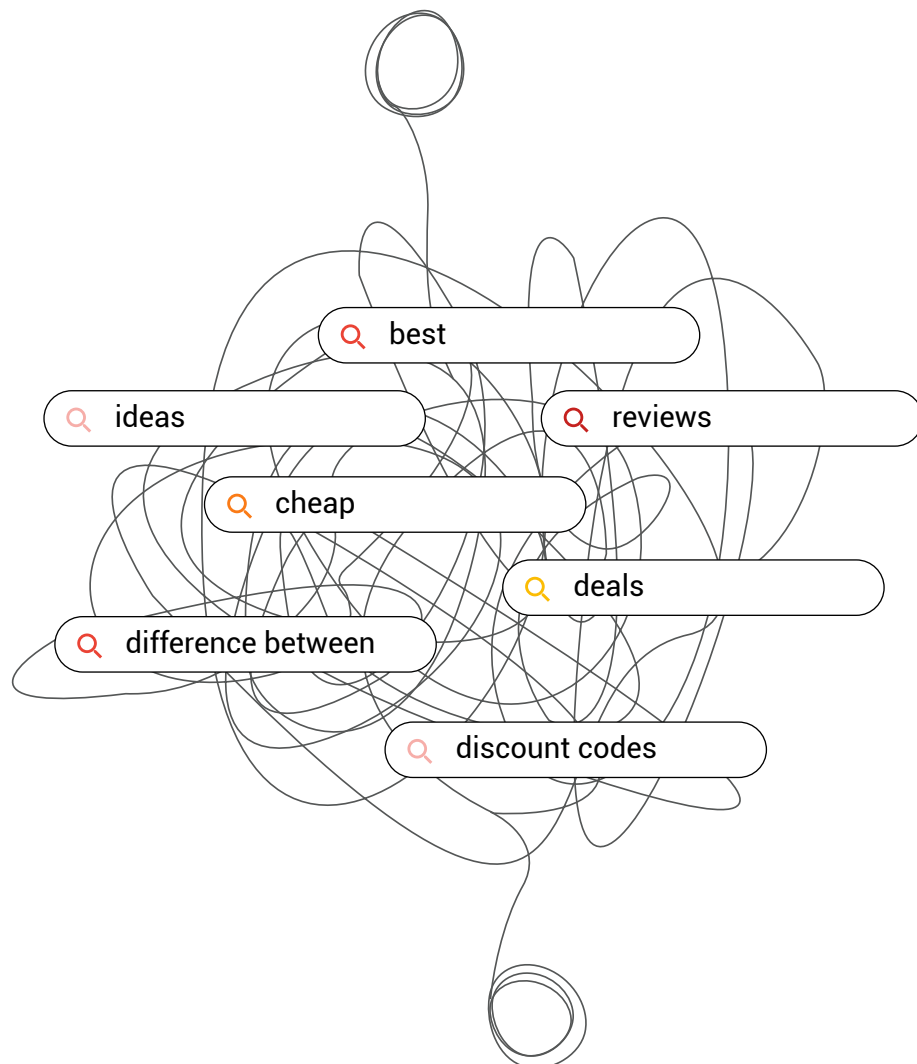 best
ideas
reviews
cheap
deals
difference between
discount codes